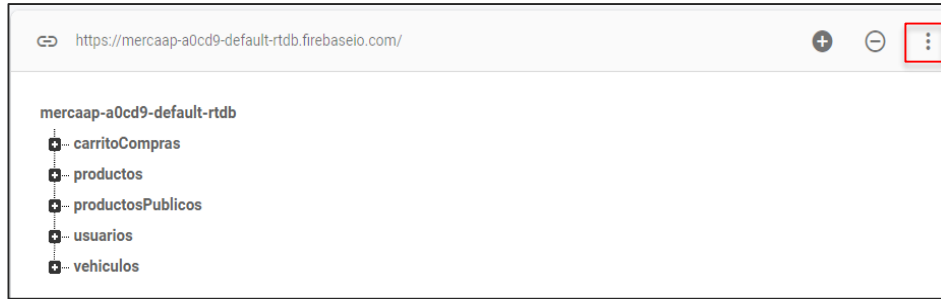 https://mercaap-a0cd9-default-rtdb.firebaseio.com/
mercaap-a0cd9-default-rtdb
carritoCompras
productos
productosPublicos
usuarios
vehiculos